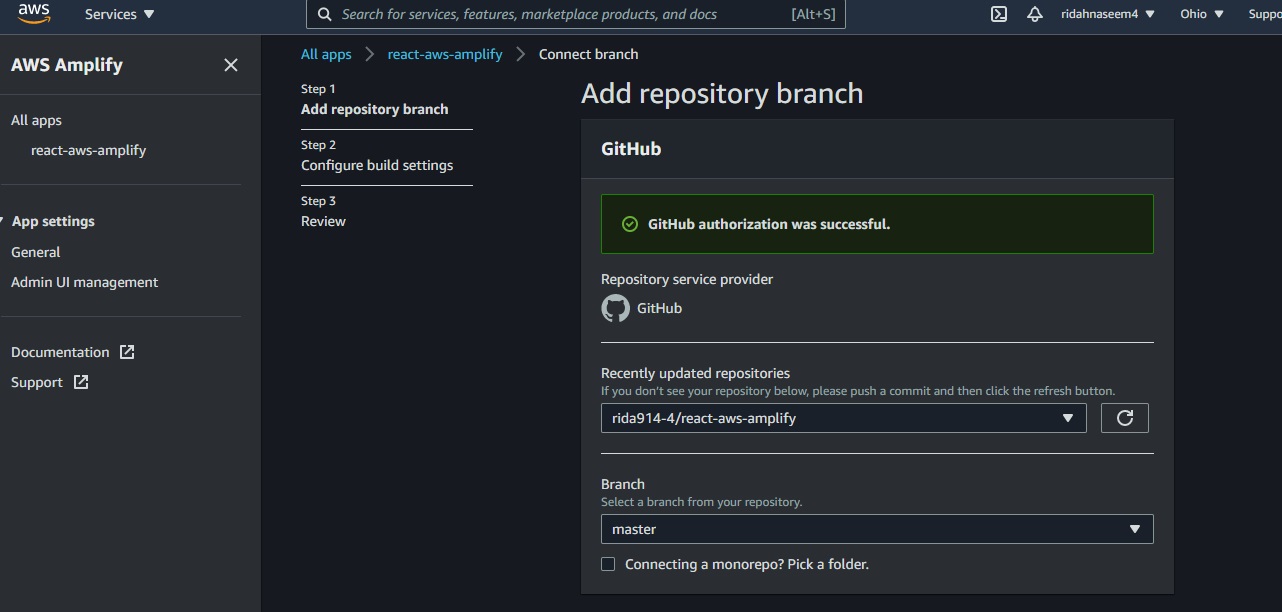 aws
Services
Search for services, features, marketplace products, and docs
[Alt+S]
ridahnaseem4
Ohio
AWS Amplify
All apps
react-aws-amplify
App settings
General
Admin UI management
Documentation
Support
All apps
react-aws-amplify
Connect branch
Step 1
Add repository branch
Step 2
Configure build settings
Step 3
Review
Add repository branch
GitHub
GitHub authorization was successful.
Repository service provider
GitHub
Recently updated repositories
If you don't see your repository below, please push a commit and then click the refresh button.
rida914-4/react-aws-amplify
Branch
Select a branch from your repository.
master
Connecting a monorepo? Pick a folder.